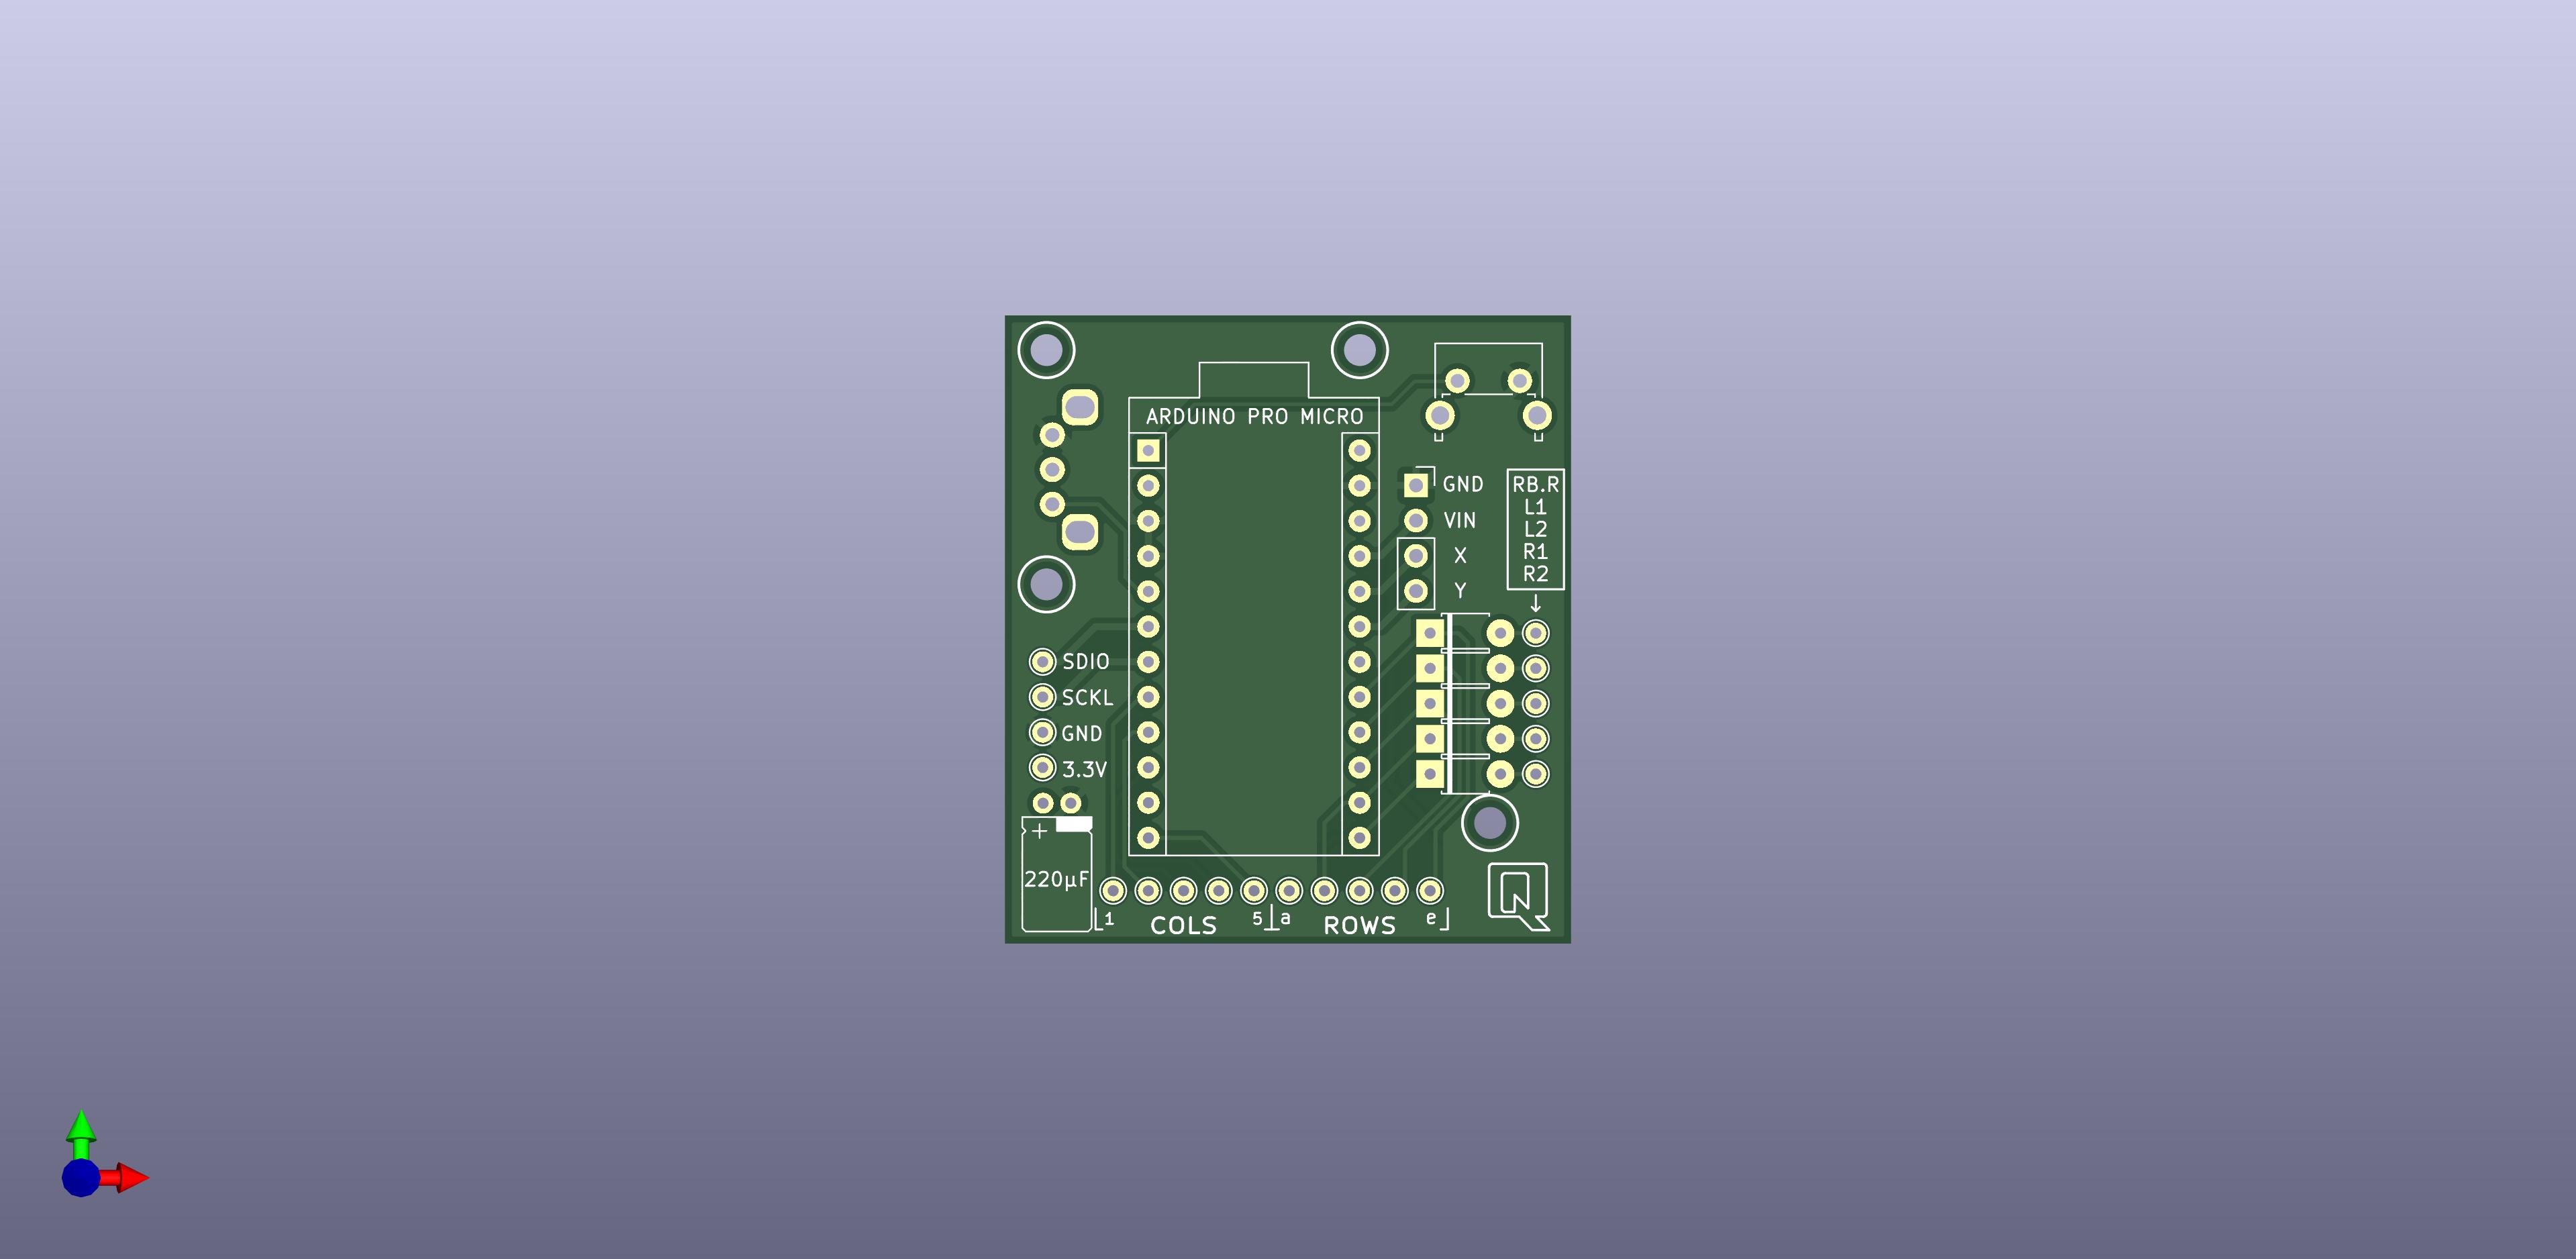 ARDUINO PRO MICRO
GND
VIN
X
Y
RB.R
L1
L2
R1
R2
↓
SDIO
SCKL
GND
3.3V
+
220µF
1 COLS 5 a ROWS e
Q